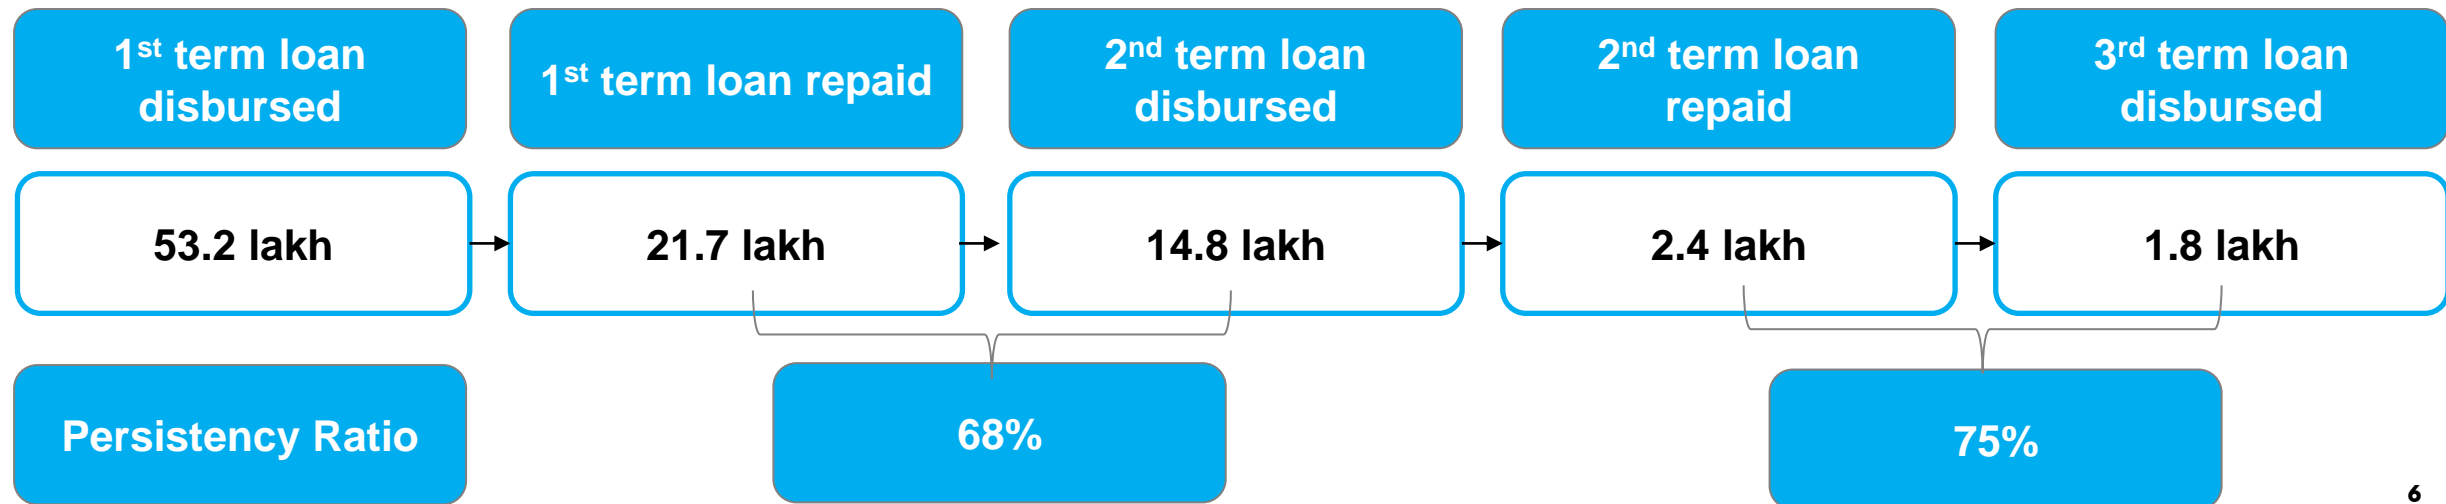 1st term loan
disbursed
1st term loan repaid
2nd term loan
disbursed
2nd term loan
repaid
3rd term loan
disbursed
53.2 lakh
21.7 lakh
14.8 lakh
2.4 lakh
1.8 lakh
Persistency Ratio
68%
75%
6